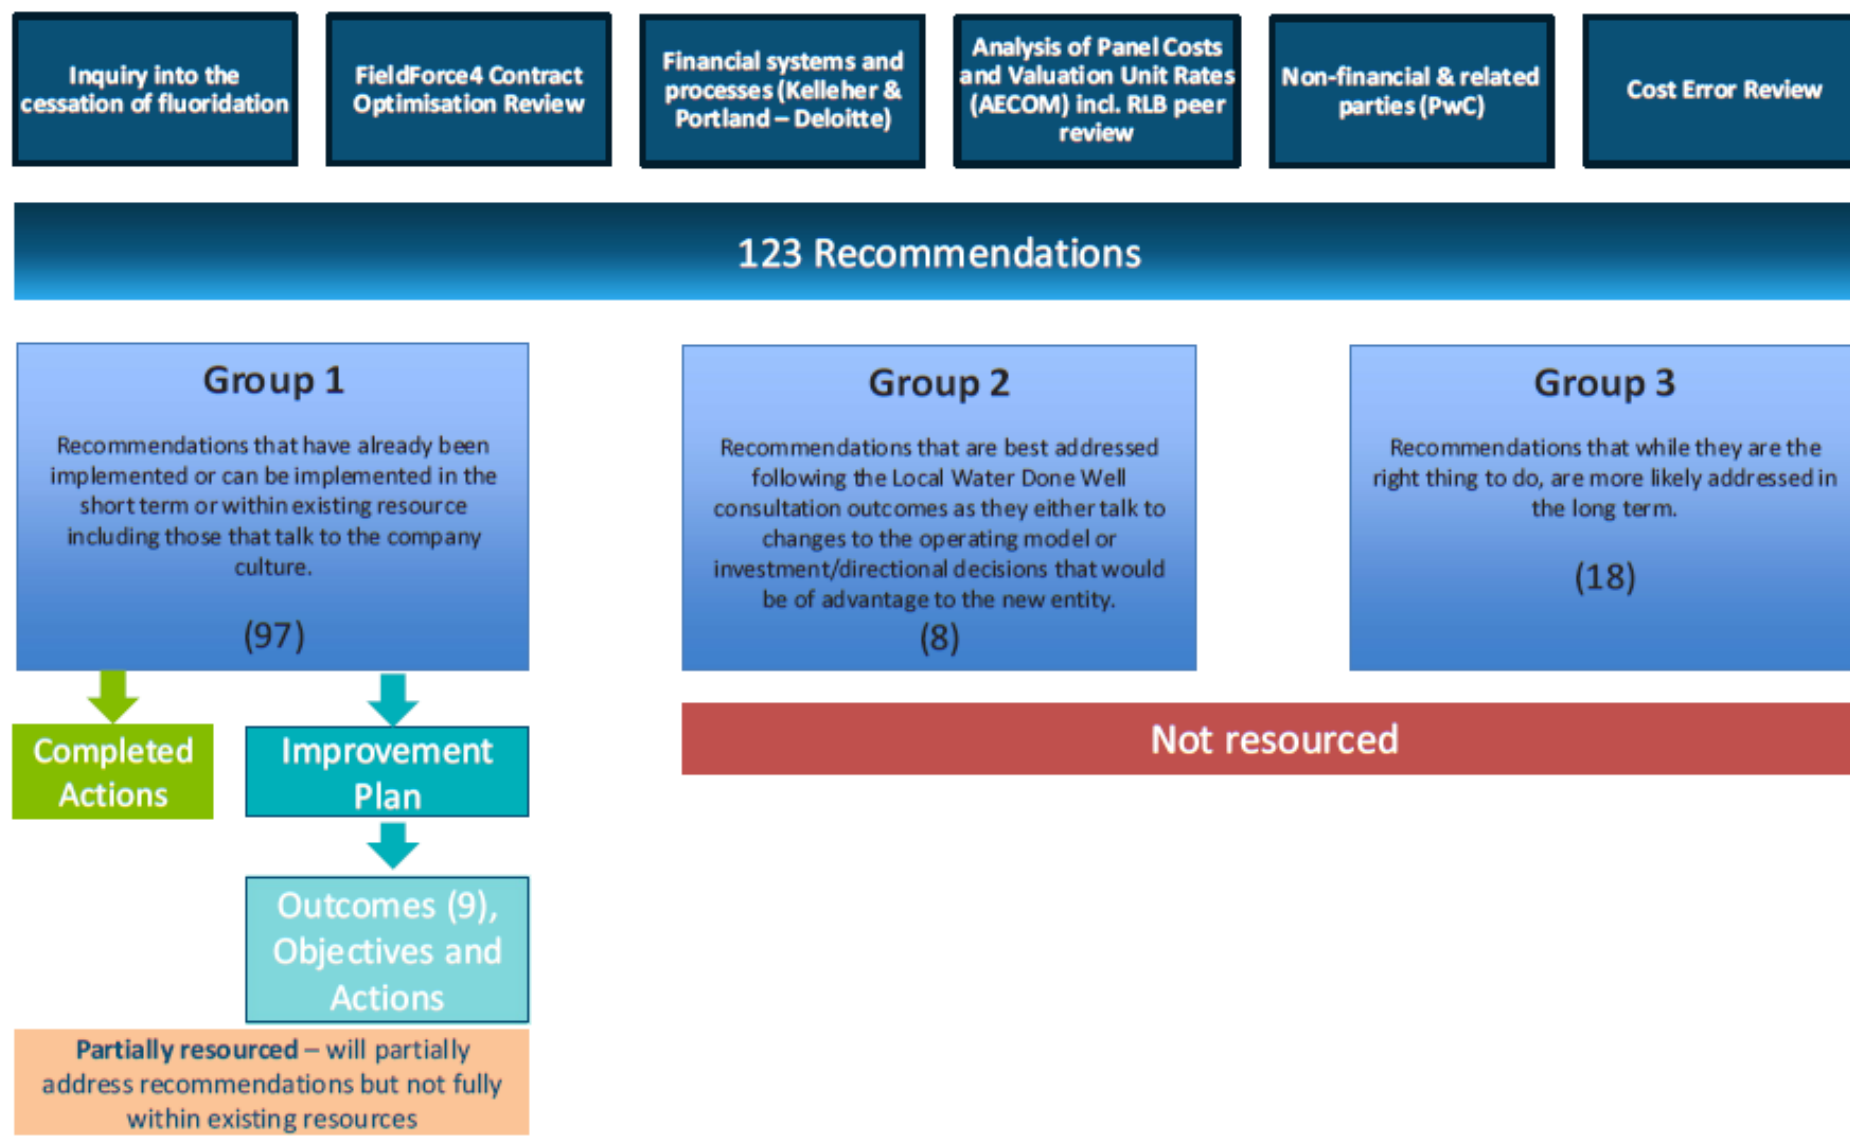 Inquiry into the
cessation of fluoridation
FieldForce4 Contract
Optimisation Review
Financial systems and
processes (Kelleher &
Portland – Deloitte)
Analysis of Panel Costs
and Valuation Unit Rates
(AECOM) incl. RLB peer
review
Non-financial & related
parties (PwC)
Cost Error Review
123 Recommendations
Group 1
Recommendations that have already been
implemented or can be implemented in the
short term or within existing resource
including those that talk to the company
culture.
(97)
Group 2
Recommendations that are best addressed
following the Local Water Done Well
consultation outcomes as they either talk to
changes to the operating model or
investment/directional decisions that would
be of advantage to the new entity.
(8)
Group 3
Recommendations that while they are the
right thing to do, are more likely addressed in
the long term.
(18)
Completed
Actions
Improvement
Plan
Not resourced
Outcomes (9),
Objectives and
Actions
Partially resourced – will partially
address recommendations but not fully
within existing resources